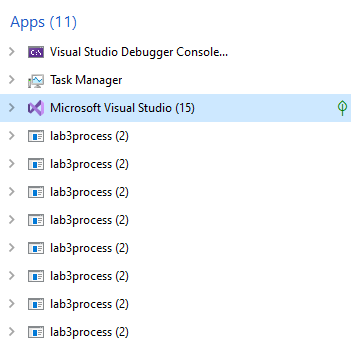 Apps (11)
Visual Studio Debugger Console...
Task Manager
Microsoft Visual Studio (15)
lab3process (2)
lab3process (2)
lab3process (2)
lab3process (2)
lab3process (2)
lab3process (2)
lab3process (2)
lab3process (2)